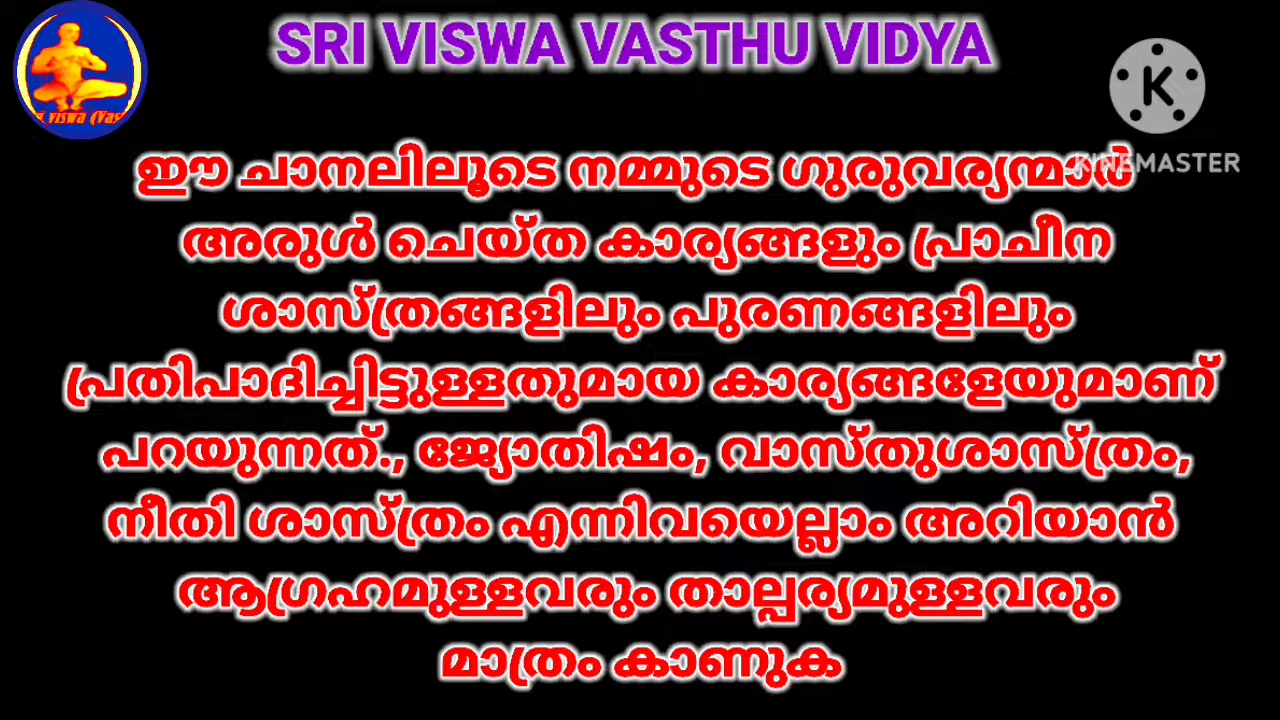 SRI VISWA VASTHU VIDYA
K
KINEMASTER
ഈ ചാനലിലൂടെ നമ്മുടെ ഗുരുവര്യന്മാർ
അരുൾ ചെയ്ത കാര്യങ്ങളും പ്രാചീന
ശാസ്ത്രങ്ങളിലും പുരണങ്ങളിലും
പ്രതിപാദിച്ചിട്ടുള്ളതുമായ കാര്യങ്ങളേയുമാണ്
പറയുന്നത്., ജ്യോതിഷം, വാസ്തുശാസ്ത്രം,
നീതി ശാസ്ത്രം എന്നിവയെല്ലാം അറിയാൻ
ആഗ്രഹമുള്ളവരും താല്പര്യമുള്ളവരും
മാത്രം കാണുക